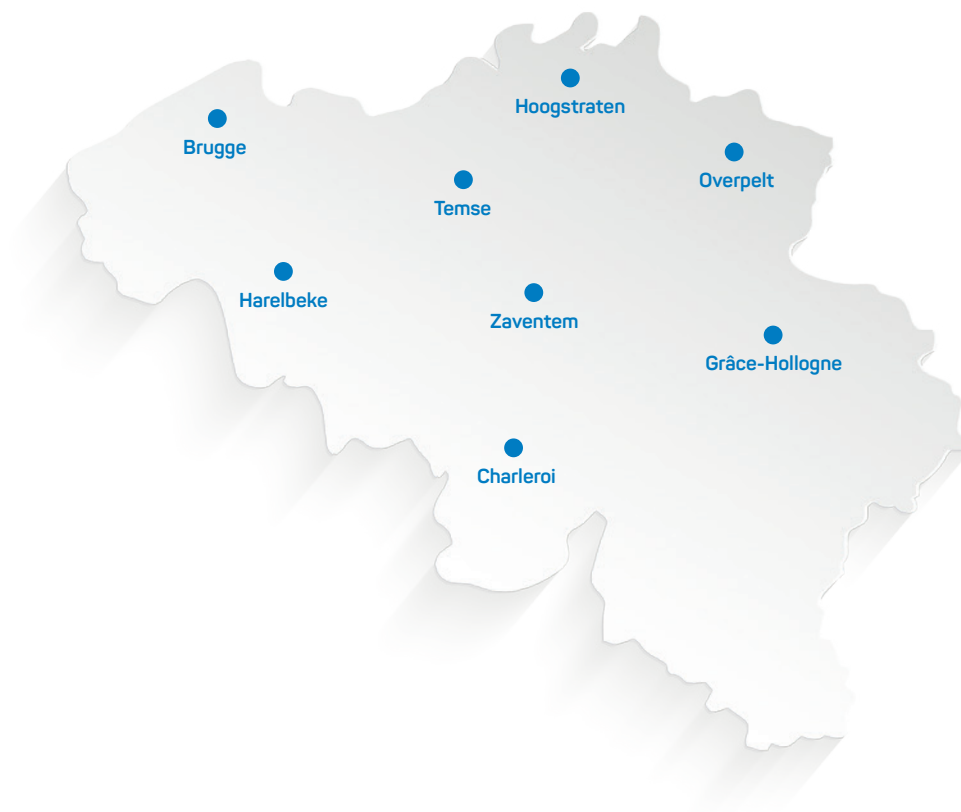 Hoogstraten
Brugge
Overpelt
Temse
Harelbeke
Zaventem
Grâce-Hollogne
Charleroi